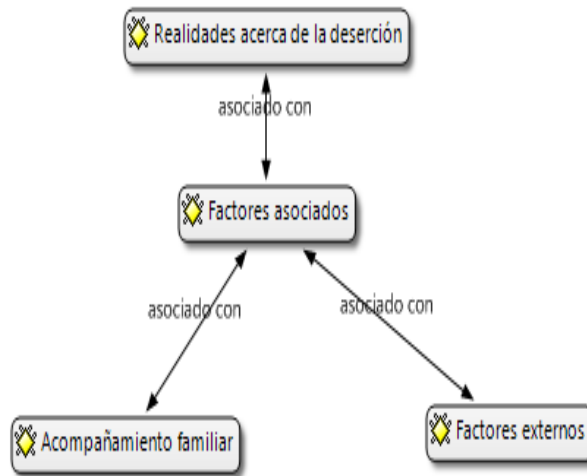 Realidades acerca de la deserción
asociado con
Factores asociados
asociado con
asociado con
Acompañamiento familiar
Factores externos